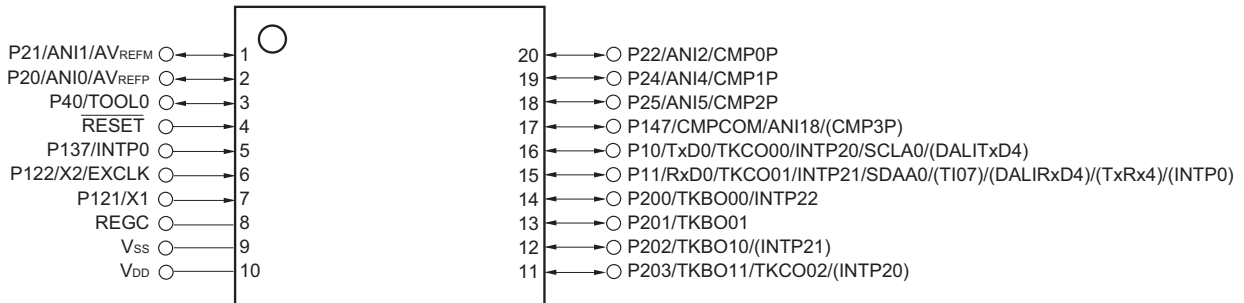 P21/ANI1/AVREFM 1 20 P22/ANI2/CMP0P
P20/ANI0/AVREFP 2 19 P24/ANI4/CMP1P
P40/TOOL0 3 18 P25/ANI5/CMP2P
RESET 4 17 P147/CMPCOM/ANI18/(CMP3P)
P137/INTP0 5 16 P10/TxD0/TKCO00/INTP20/SCLA0/(DALITxD4)
P122/X2/EXCLK 6 15 P11/RxD0/TKCO01/INTP21/SDAA0/(TI07)/(DALIRxD4)/(TxRx4)/(INTP0)
P121/X1 7 14 P200/TKBO00/INTP22
REGC 8 13 P201/TKBO01
VSS 9 12 P202/TKBO10/(INTP21)
VDD 10 11 P203/TKBO11/TKCO02/(INTP20)